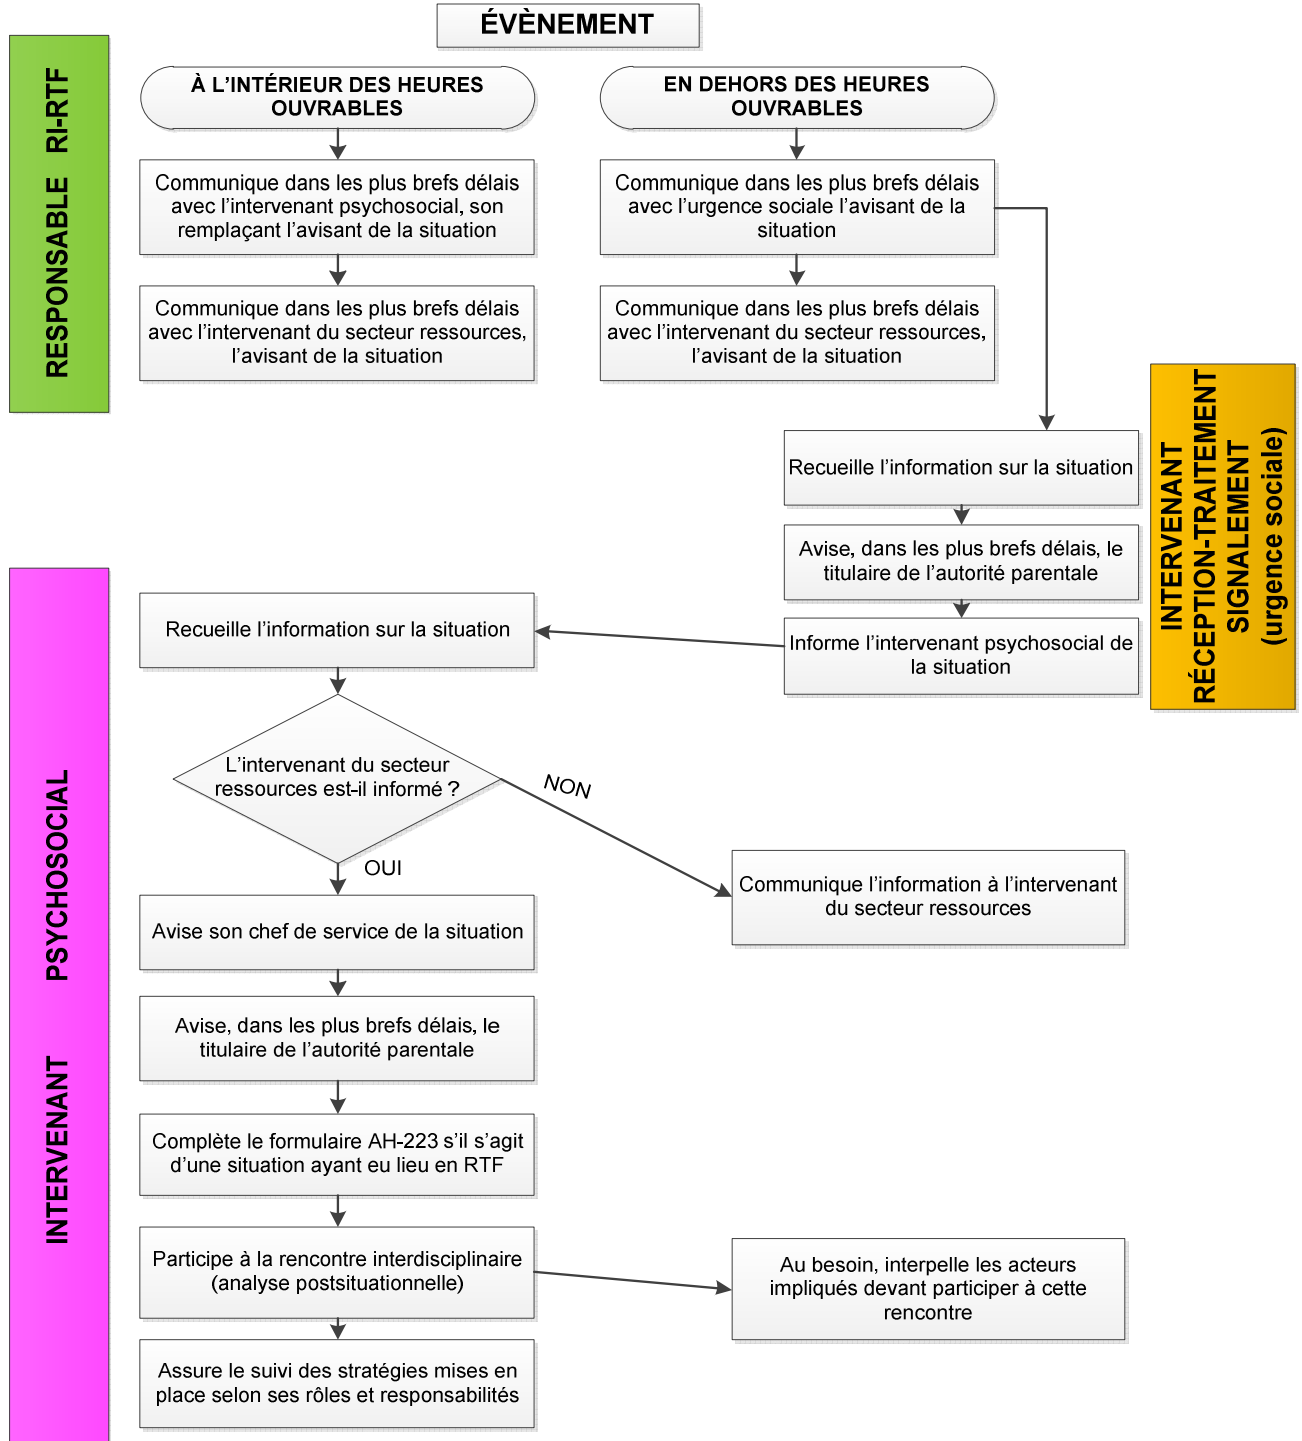 ÉVÈNEMENT
RESPONSABLE RI-RTF
À L’INTÉRIEUR DES HEURES
OUVRABLES
Communique dans les plus brefs délais
avec l’intervenant psychosocial, son
remplaçant l’avisant de la situation
Communique dans les plus brefs délais
avec l’intervenant du secteur ressources,
l’avisant de la situation
EN DEHORS DES HEURES
OUVRABLES
Communique dans les plus brefs délais
avec l’urgence sociale l’avisant de la
situation
Communique dans les plus brefs délais
avec l’intervenant du secteur ressources,
l’avisant de la situation
INTERVENANT
RÉCEPTION-TRAITEMENT
SIGNALEMENT
(urgence sociale)
Recueille l’information sur la situation
Avise, dans les plus brefs délais, le
titulaire de l’autorité parentale
Informe l’intervenant psychosocial de
la situation
INTERVENANT PSYCHOSOCIAL
Recueille l’information sur la situation
L’intervenant du secteur
ressources est-il informé ?
NON
Communique l’information à l’intervenant
du secteur ressources
OUI
Avise son chef de service de la situation
Avise, dans les plus brefs délais, le
titulaire de l’autorité parentale
Complète le formulaire AH-223 s’il s’agit
d’une situation ayant eu lieu en RTF
Participe à la rencontre interdisciplinaire
(analyse postsituationnelle)
Au besoin, interpelle les acteurs
impliqués devant participer à cette
rencontre
Assure le suivi des stratégies mises en
place selon ses rôles et responsabilités